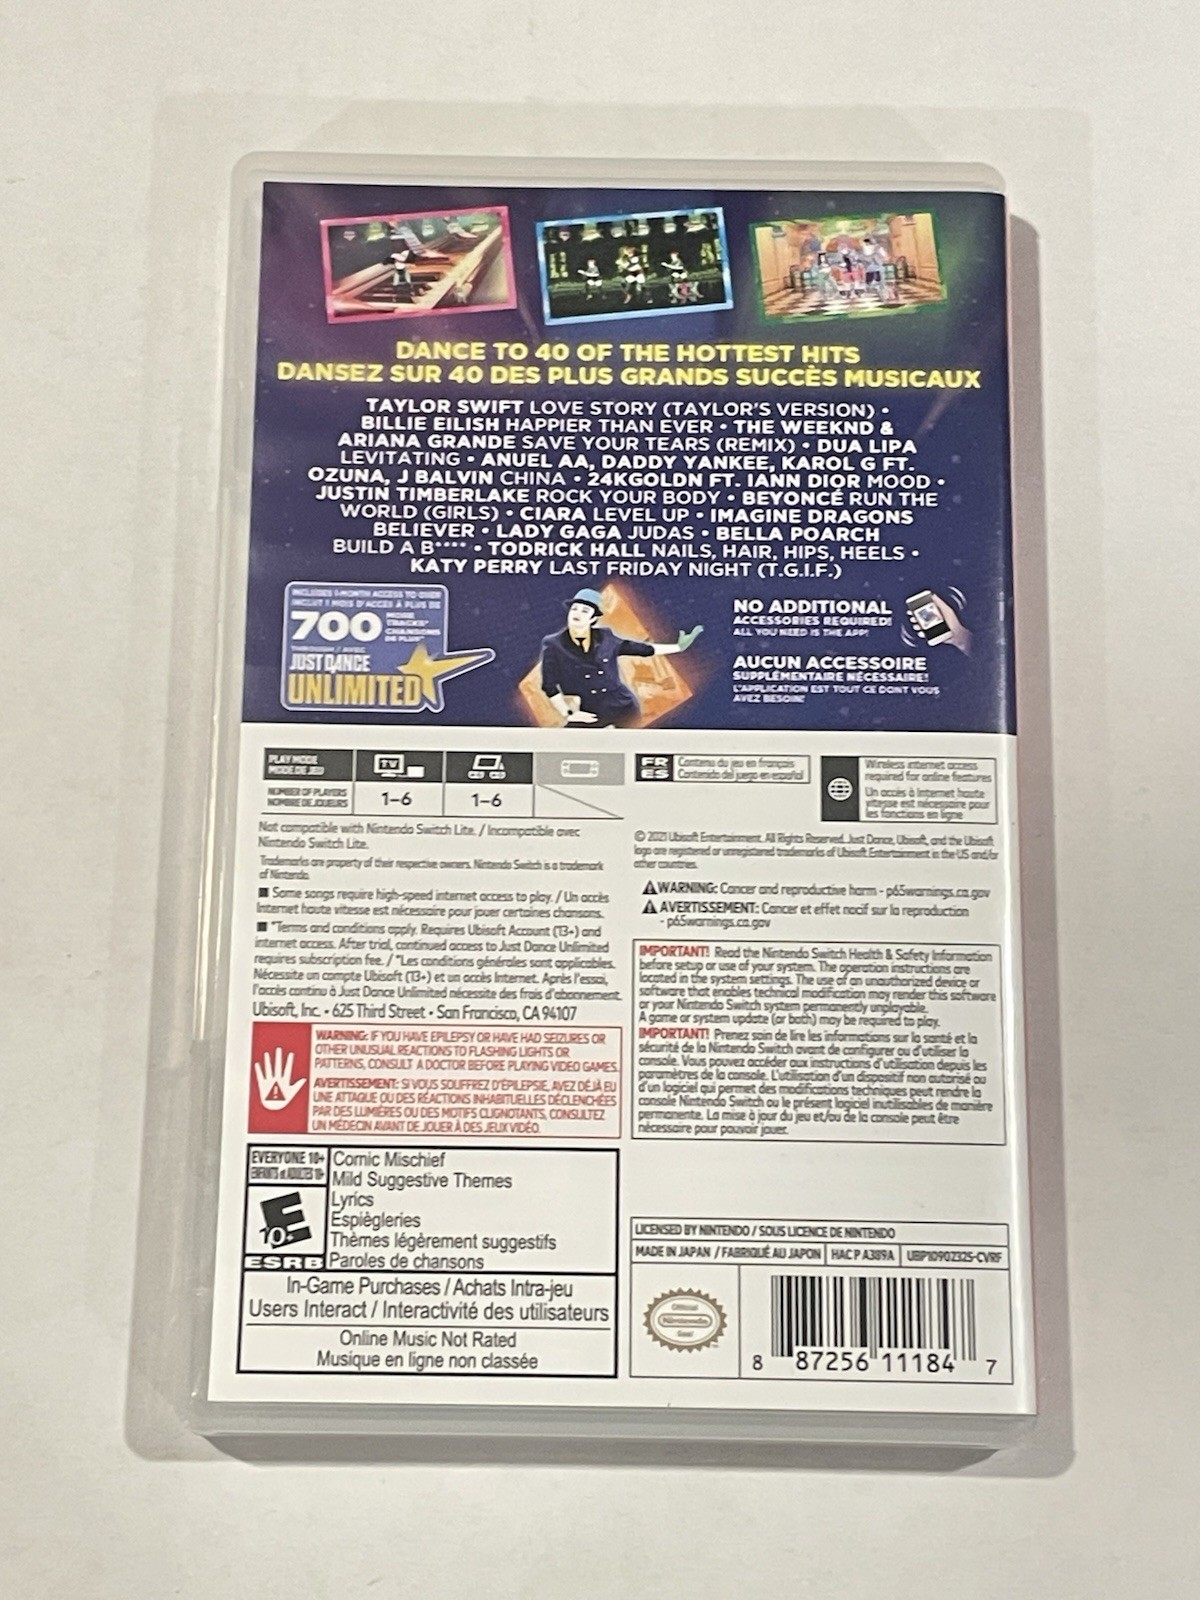 DANCE TO 40 OF THE HOTTEST HITS
DANSEZ SUR 40 DES PLUS GRANDS SUCCÈS MUSICAUX
TAYLOR SWIFT LOVE STORY (TAYLOR'S VERSION) •
BILLIE EILISH HAPPIER THAN EVER • THE WEEKND &
ARIANA GRANDE SAVE YOUR TEARS (REMIX) • DUA LIPA
LEVITATING • ANUEL AA, DADDY YANKEE, KAROL G FT.
OZUNA, J BALVIN CHINA • 24KGOLDN FT. IANN DIOR MOOD •
JUSTIN TIMBERLAKE ROCK YOUR BODY • BEYONCÉ RUN THE
WORLD (GIRLS) • CIARA LEVEL UP • IMAGINE DRAGONS
BELIEVER • LADY GAGA JUDAS • BELLA POARCH
BUILD A B**** • TODRICK HALL NAILS, HAIR, HIPS, HEELS •
KATY PERRY LAST FRIDAY NIGHT (T.G.I.F.)
INCLUDES 1-MONTH ACCESS TO OVER
INCLUT 1 MOIS D'ACCÈS À PLUS DE
700 MORE TRACKS* CHANSONS DE PLUS*
THROUGH / AVEC
JUST DANCE
UNLIMITED
NO ADDITIONAL
ACCESSORIES REQUIRED!
ALL YOU NEED IS THE APP!
AUCUN ACCESSOIRE
SUPPLÉMENTAIRE NÉCESSAIRE!
L'APPLICATION EST TOUT CE DONT VOUS
AVEZ BESOIN!
PLAY MODE
MODE DE JEU
TV
NUMBER OF PLAYERS
NOMBRE DE JOUEURS
1–6
1–6
FR Contenu du jeu en français
ES Contenido del juego en español
Wireless internet access
required for online features
Un accès à Internet haute
vitesse est nécessaire pour
les fonctions en ligne
Not compatible with Nintendo Switch Lite. / Incompatible avec
Nintendo Switch Lite.
Trademarks are property of their respective owners. Nintendo Switch is a trademark
of Nintendo.
■ Some songs require high-speed internet access to play. / Un accès
Internet haute vitesse est nécessaire pour jouer certaines chansons.
■ *Terms and conditions apply. Requires Ubisoft Account (13+) and
internet access. After trial, continued access to Just Dance Unlimited
requires subscription fee. / *Les conditions générales sont applicables.
Nécessite un compte Ubisoft (13+) et un accès Internet. Après l'essai,
l'accès continu à Just Dance Unlimited nécessite des frais d'abonnement.
Ubisoft, Inc. • 625 Third Street • San Francisco, CA 94107
© 2021 Ubisoft Entertainment. All Rights Reserved. Just Dance, Ubisoft, and the Ubisoft
logo are registered or unregistered trademarks of Ubisoft Entertainment in the US and/or
other countries.
WARNING: Cancer and reproductive harm - p65warnings.ca.gov
AVERTISSEMENT: Cancer et effet nocif sur la reproduction
- p65warnings.ca.gov
IMPORTANT! Read the Nintendo Switch Health & Safety Information
before setup or use of your system. The operation instructions are
located in the system settings. The use of an unauthorized device or
software that enables technical modification may render this software
or your Nintendo Switch system permanently unplayable.
A game or system update (or both) may be required to play.
IMPORTANT! Prenez soin de lire les informations sur la santé et la
sécurité de la Nintendo Switch avant de configurer ou d'utiliser la
console. Vous pouvez accéder aux instructions d'utilisation depuis les
paramètres de la console. L'utilisation d'un dispositif non autorisé ou
d'un logiciel qui permet des modifications techniques peut rendre la
console Nintendo Switch ou le présent logiciel inutilisables de manière
permanente. La mise à jour du jeu et/ou de la console peut être
nécessaire pour pouvoir jouer.
WARNING: IF YOU HAVE EPILEPSY OR HAVE HAD SEIZURES OR
OTHER UNUSUAL REACTIONS TO FLASHING LIGHTS OR
PATTERNS, CONSULT A DOCTOR BEFORE PLAYING VIDEO GAMES.
AVERTISSEMENT: SI VOUS SOUFFREZ D'ÉPILEPSIE, AVEZ DÉJÀ EU
UNE ATTAQUE OU DES RÉACTIONS INHABITUELLES DÉCLENCHÉES
PAR DES LUMIÈRES OU DES MOTIFS CLIGNOTANTS, CONSULTEZ
UN MÉDECIN AVANT DE JOUER À DES JEUX VIDÉO.
EVERYONE 10+
ENFANTS et ADULTES 10+
E
10+
ESRB
Comic Mischief
Mild Suggestive Themes
Lyrics
Espiègleries
Thèmes légèrement suggestifs
Paroles de chansons
In-Game Purchases / Achats Intra-jeu
Users Interact / Interactivité des utilisateurs
Online Music Not Rated
Musique en ligne non classée
LICENSED BY NINTENDO / SOUS LICENCE DE NINTENDO
MADE IN JAPAN / FABRIQUÉ AU JAPON HAC P A389A UBP10902325-CVRF
Official
Nintendo
Seal
8 87256 11184 7